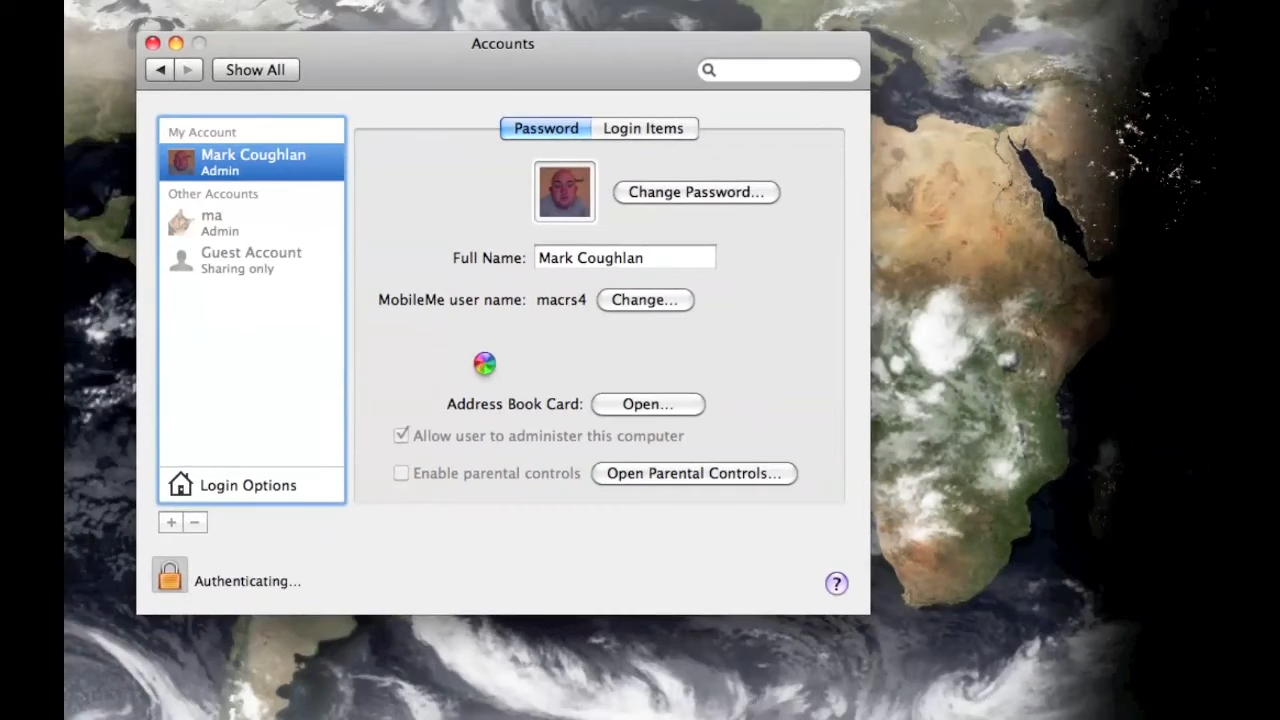 Accounts
Show All
My Account
Mark Coughlan
Admin
Other Accounts
ma
Admin
Guest Account
Sharing only
Login Options
+ −
Authenticating...
Password Login Items
Change Password...
Full Name: Mark Coughlan
MobileMe user name: macrs4 Change...
Address Book Card: Open...
Allow user to administer this computer
Enable parental controls Open Parental Controls...
?